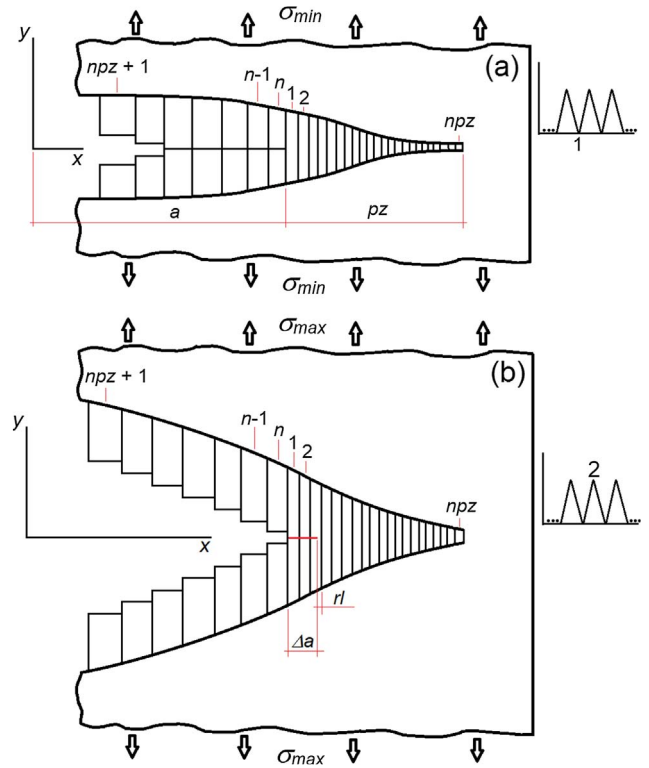 σmin
(a)
y
npz + 1
n-1
n
1
2
npz
x
1
a
pz
σmin
σmax
(b)
npz + 1
y
n-1
n
1
2
2
npz
x
rl
Δa
σmax